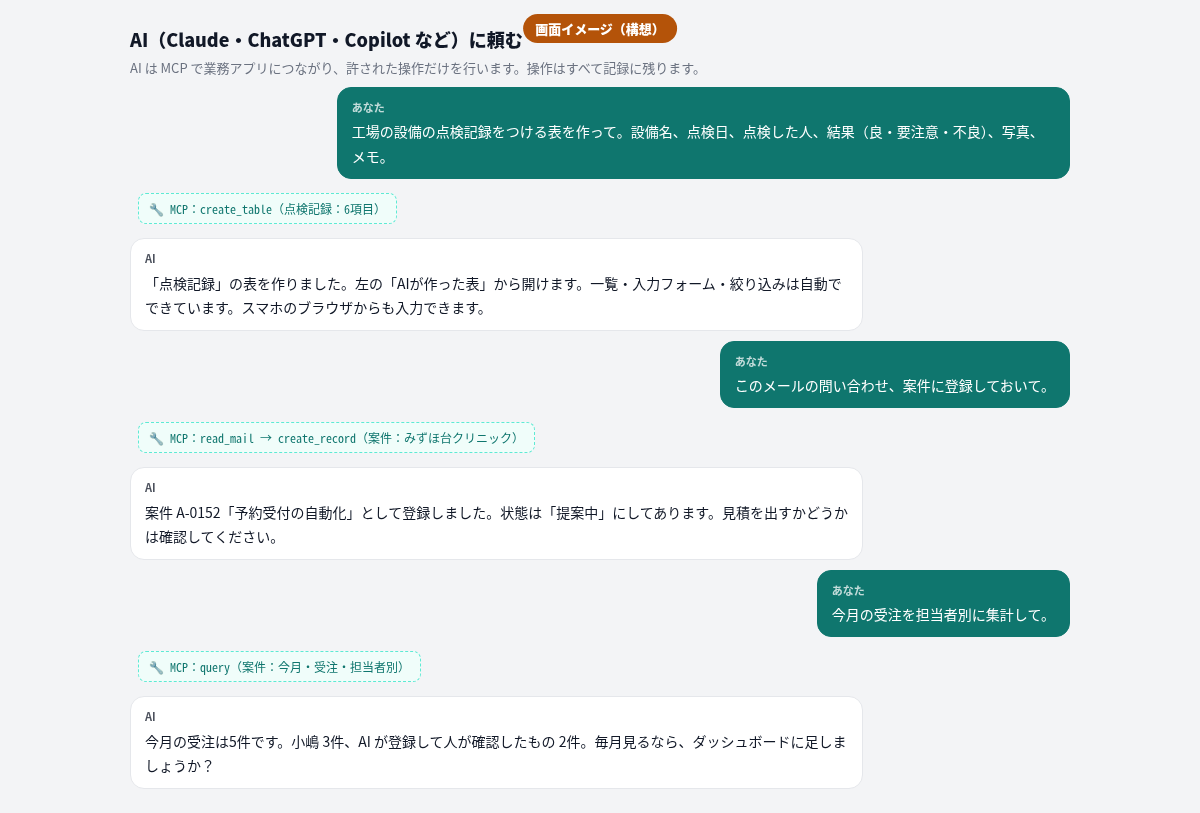 AI（Claude・ChatGPT・Copilot など）に頼む
画面イメージ（構想）
AI は MCP で業務アプリにつながり、許された操作だけを行います。操作はすべて記録に残ります。
あなた
工場の設備の点検記録をつける表を作って。設備名、点検日、点検した人、結果（良・要注意・不良）、写真、
メモ。
MCP：create_table（点検記録：6項目）
AI
「点検記録」の表を作りました。左の「AIが作った表」から開けます。一覧・入力フォーム・絞り込みは自動で
できています。スマホのブラウザからも入力できます。
あなた
このメールの問い合わせ、案件に登録しておいて。
MCP：read_mail → create_record（案件：みずほ台クリニック）
AI
案件 A-0152「予約受付の自動化」として登録しました。状態は「提案中」にしてあります。見積を出すかどうか
は確認してください。
あなた
今月の受注を担当者別に集計して。
MCP：query（案件：今月・受注・担当者別）
AI
今月の受注は5件です。小嶋 3件、AI が登録して人が確認したもの 2件。毎月見るなら、ダッシュボードに足しま
しょうか？